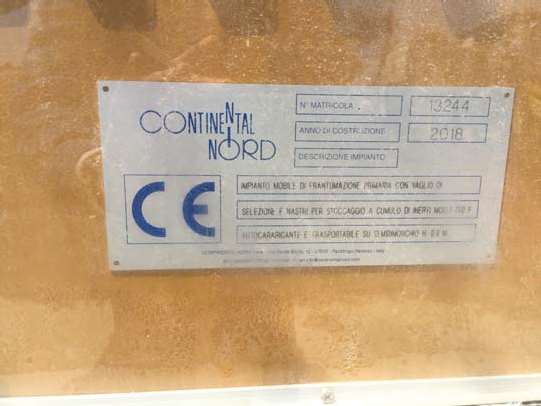 CONTINENTAL
NORD
N° MATRICOLA
13244
ANNO DI COSTRUZIONE
2018
DESCRIZIONE IMPIANTO
CE
IMPIANTO MOBILE DI FRANTUMAZIONE PRIMARIA CON VAGLIO DI
SELEZIONE E NASTRI PER STOCCAGGIO A CUMULO DI INERTI MOD.
AUTOCARICANTE E TRASPORTABILE SU SEMIRIMORCHIO